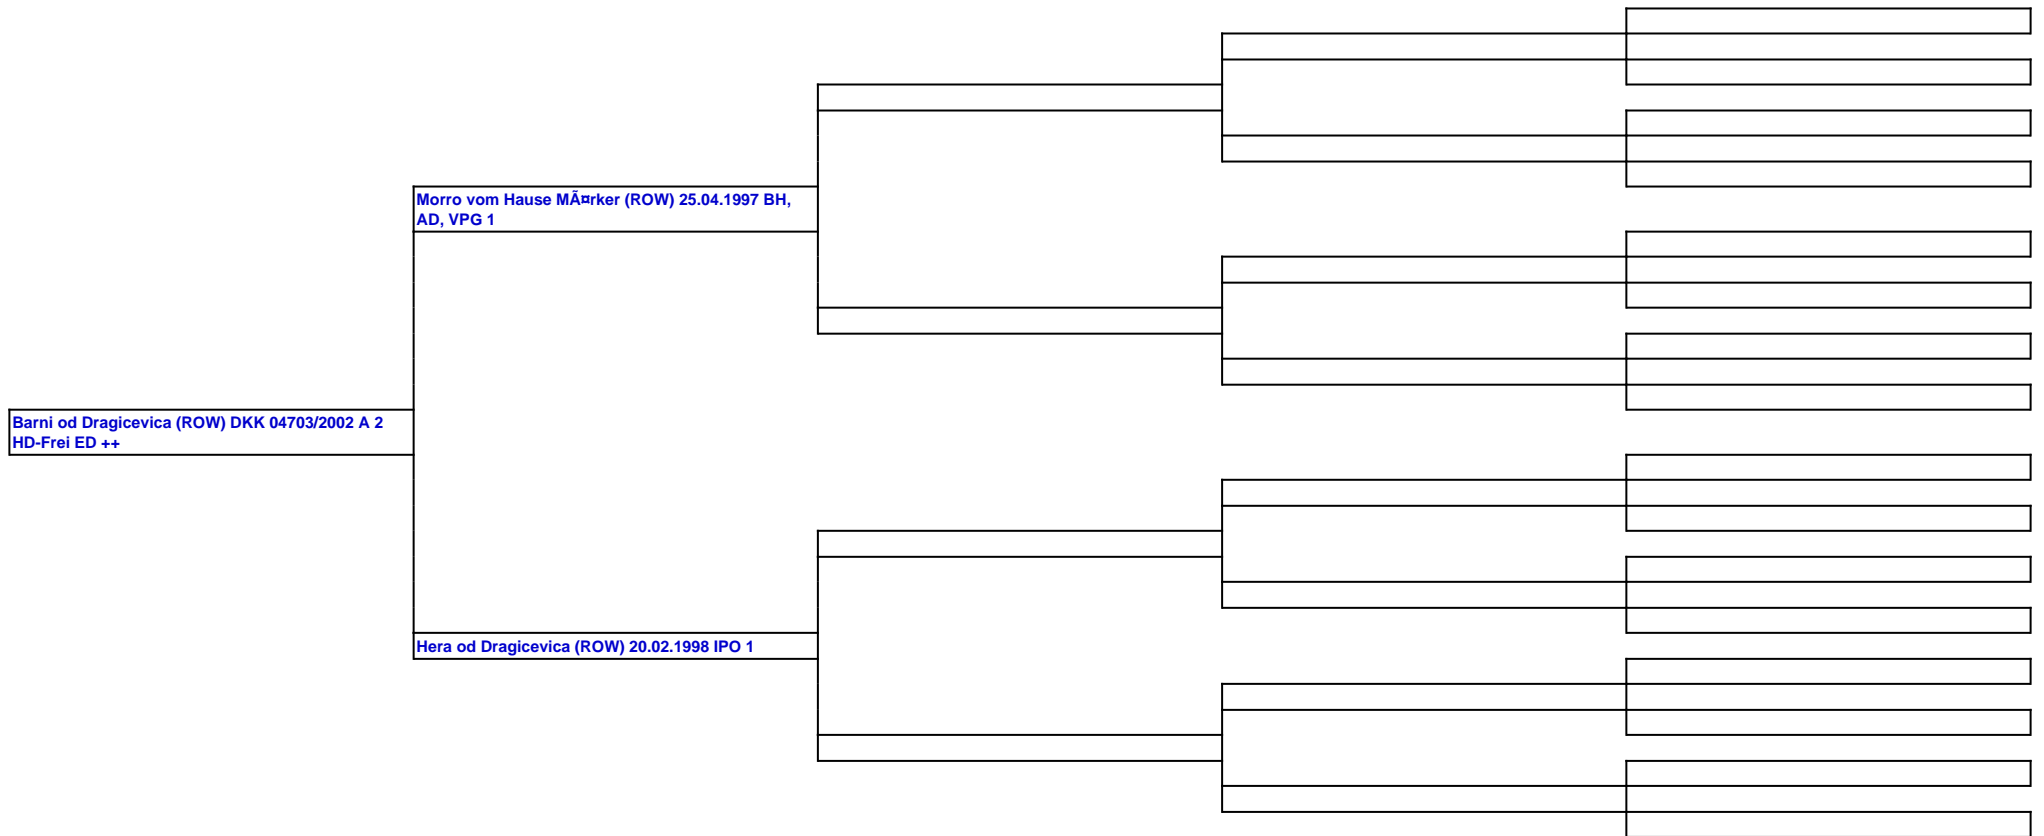 Morro vom Hause MÃ¤rker (ROW) 25.04.1997 BH,
AD, VPG 1
Barni od Dragicevica (ROW) DKK 04703/2002 A 2
HD-Frei ED ++
Hera od Dragicevica (ROW) 20.02.1998 IPO 1